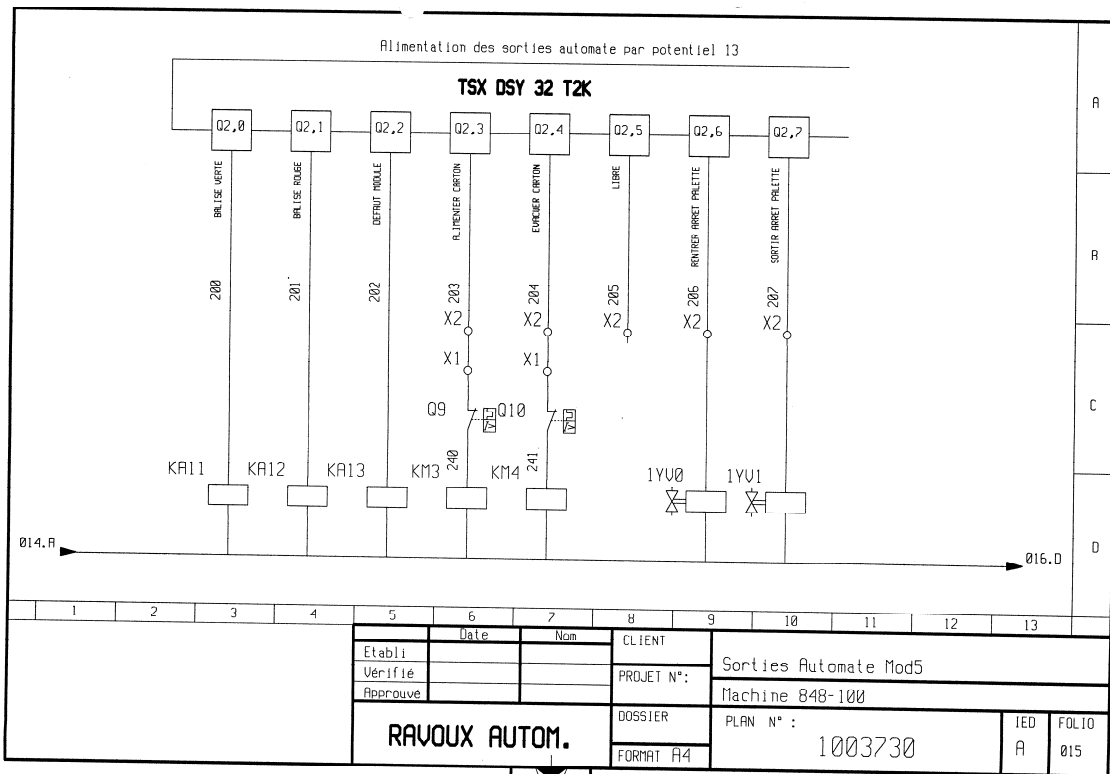 Alimentation des sorties automate par potentiel 13
TSX DSY 32 T2K
Q2,0 Q2,1 Q2,2 Q2,3 Q2,4 Q2,5 Q2,6 Q2,7
BALISE VERTE
BALISE ROUGE
DEFAUT MODULE
ALIMENTER CARTON
EVACUER CARTON
LIBRE
RENTRER ARRET PALETTE
SORTIR ARRET PALETTE
200 201 202 203 204 205 206 207
X2 X2 X2 X2 X2
X1 X1
Q9 Q10
240 241
KA11 KA12 KA13 KM3 KM4 1YV0 1YV1
014.A 016.D
A
B
C
D
1 2 3 4 5 6 7 8 9 10 11 12 13
Date Nom
Etabli
Vérifié
Approuvé
RAVOUX AUTOM.
CLIENT
PROJET N°:
DOSSIER
FORMAT A4
Sorties Automate Mod5
Machine 848-100
PLAN N° :
1003730
IED
A
FOLIO
015